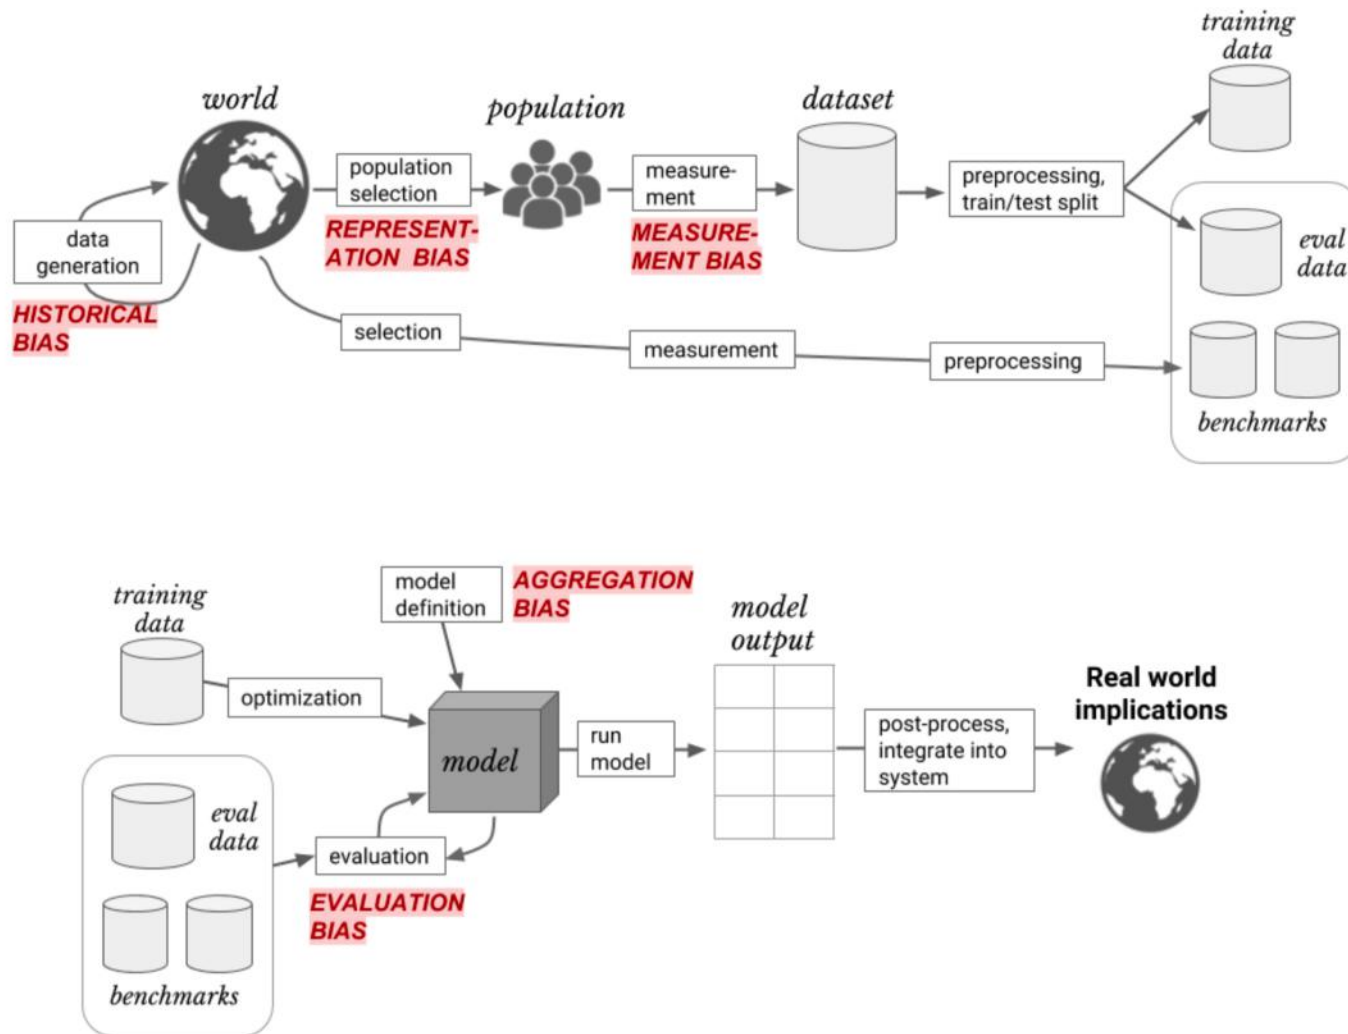 training
data
world
population
dataset
population
selection
measure-
ment
preprocessing,
train/test split
data
generation
REPRESENT-
ATION BIAS
MEASURE-
MENT BIAS
eval
data
HISTORICAL
BIAS
selection
measurement
preprocessing
benchmarks
training
data
model
definition
AGGREGATION
BIAS
model
output
optimization
Real world
implications
model
run
model
post-process,
integrate into
system
eval
data
evaluation
EVALUATION
BIAS
benchmarks